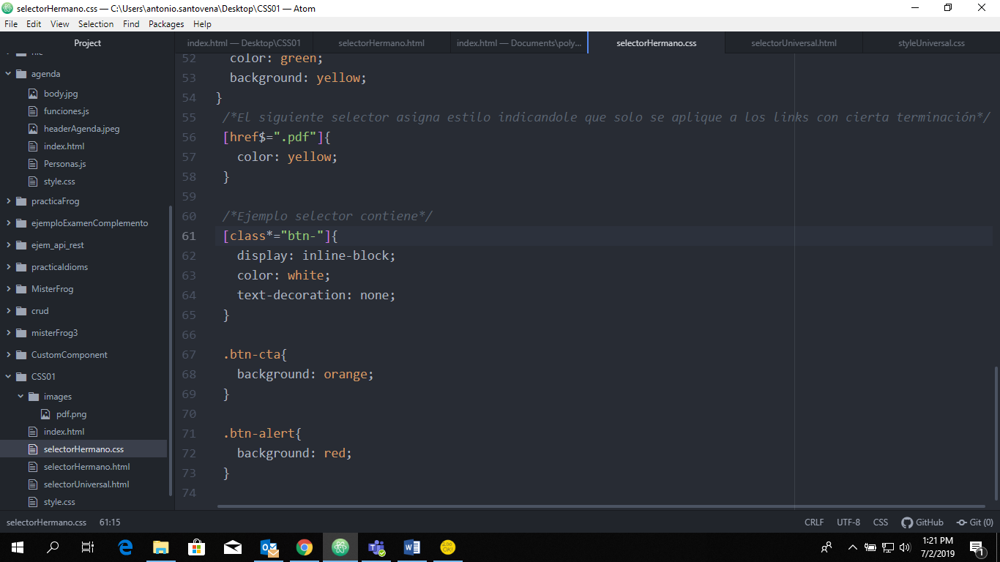 selectorHermano.css — C:\Users\antonio.santovena\Desktop\CSS01 — Atom
File Edit View Selection Find Packages Help
Project
index.html — Desktop\CSS01
selectorHermano.html
index.html — Documents\poly...
selectorHermano.css
selectorUniversal.html
styleUniversal.css
agenda
body.jpg
funciones.js
headerAgenda.jpeg
index.html
Personas.js
style.css
practicaFrog
ejemploExamenComplemento
ejem_api_rest
practicaIdioms
MisterFrog
crud
misterFrog3
CustomComponent
CSS01
images
pdf.png
index.html
selectorHermano.css
selectorHermano.html
selectorUniversal.html
style.css
52 color: green;
53 background: yellow;
54 }
55 /*El siguiente selector asigna estilo indicandole que solo se aplique a los links con cierta terminación*/
56 [href$=".pdf"]{
57 color: yellow;
58 }
59
60 /*Ejemplo selector contiene*/
61 [class*="btn-"]{
62 display: inline-block;
63 color: white;
64 text-decoration: none;
65 }
66
67 .btn-cta{
68 background: orange;
69 }
70
71 .btn-alert{
72 background: red;
73 }
74
selectorHermano.css 61:15
CRLF UTF-8 CSS GitHub Git (0)
1:21 PM
7/2/2019
1